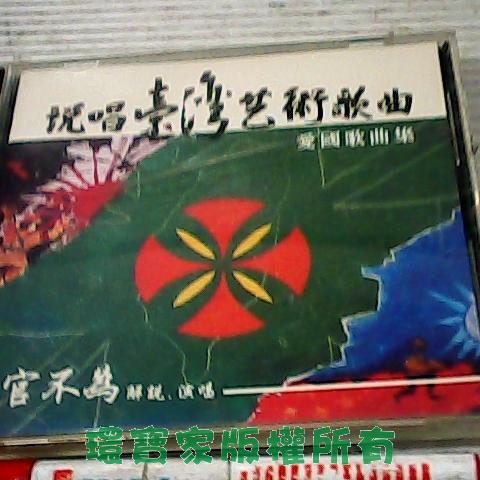 說唱臺灣艺術歌曲
愛國歌曲集
官不為 解說、演唱
環寶家版權所有